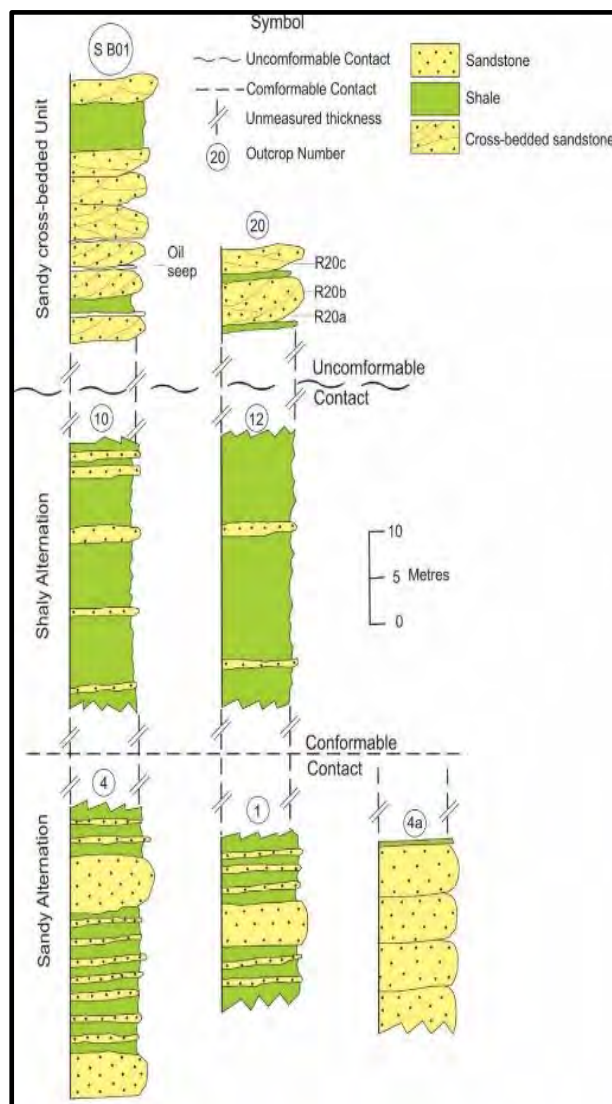 Symbol
Uncomformable Contact
Comformable Contact
Unmeasured thickness
20 Outcrop Number
Sandstone
Shale
Cross-bedded sandstone
S B01
Sandy cross-bedded Unit
Oil
seep
20
R20c
R20b
R20a
Uncomformable
Contact
10
12
Shaly Alternation
10
5 Metres
0
Conformable
Contact
4
1
4a
Sandy Alternation